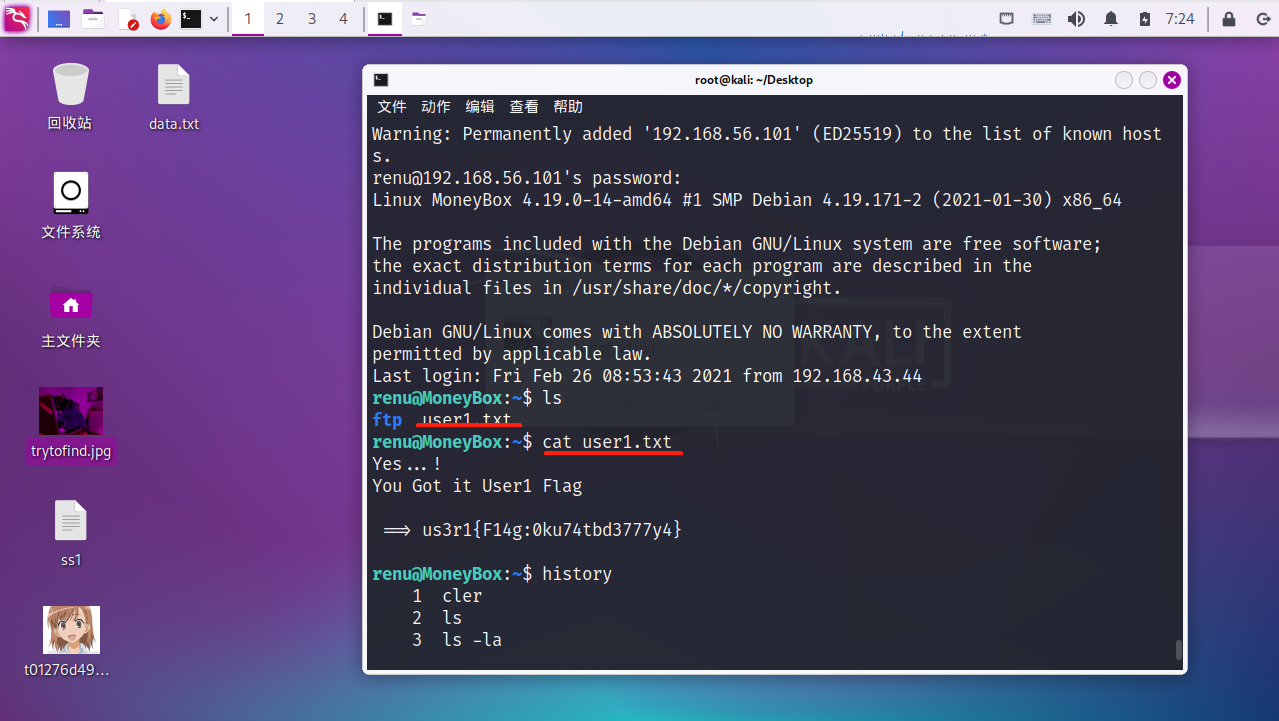 1 2 3 4 7:24
回收站
data.txt
文件系统
主文件夹
trytofind.jpg
ss1
t01276d49…
root@kali: ~/Desktop
文件 动作 编辑 查看 帮助
Warning: Permanently added '192.168.56.101' (ED25519) to the list of known host
s.
renu@192.168.56.101's password:
Linux MoneyBox 4.19.0-14-amd64 #1 SMP Debian 4.19.171-2 (2021-01-30) x86_64
The programs included with the Debian GNU/Linux system are free software;
the exact distribution terms for each program are described in the
individual files in /usr/share/doc/*/copyright.
Debian GNU/Linux comes with ABSOLUTELY NO WARRANTY, to the extent
permitted by applicable law.
Last login: Fri Feb 26 08:53:43 2021 from 192.168.43.44
renu@MoneyBox:~$ ls
ftp user1.txt
renu@MoneyBox:~$ cat user1.txt
Yes...!
You Got it User1 Flag
==> us3r1{F14g:0ku74tbd3777y4}
renu@MoneyBox:~$ history
1 cler
2 ls
3 ls -la